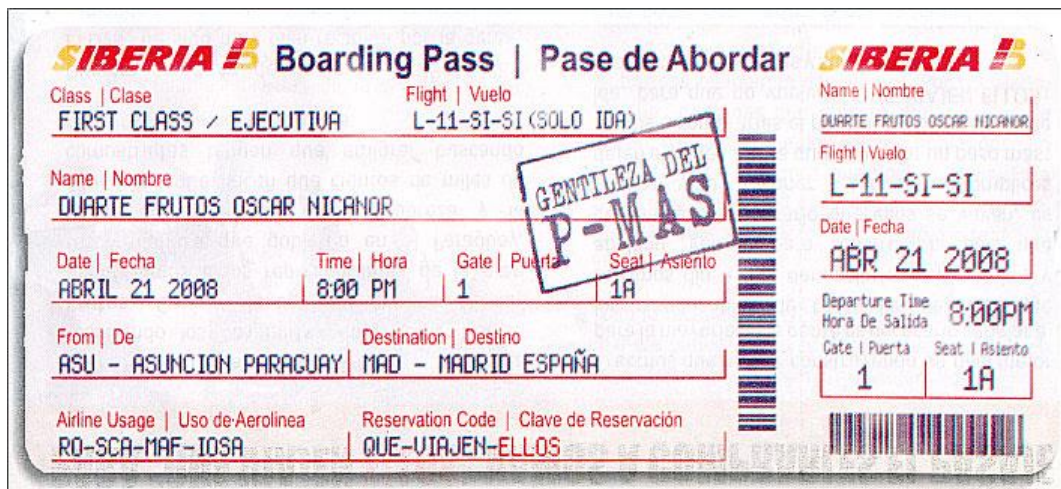 SIBERIA Boarding Pass | Pase de Abordar
Class | Clase Flight | Vuelo
FIRST CLASS / EJECUTIVA L-11-SI-SI(SOLO IDA)
Name | Nombre
DUARTE FRUTOS OSCAR NICANOR
GENTILEZA DEL
P-MAS
Date | Fecha Time | Hora Gate | Puerta Seat | Asiento
ABRIL 21 2008 8:00 PM 1 1A
From | De Destination | Destino
ASU - ASUNCION PARAGUAY MAD - MADRID ESPAÑA
Airline Usage | Uso de·Aerolinea Reservation Code | Clave de Reservación
RO-SCA-MAF-IOSA QUE-VIAJEN-ELLOS
SIBERIA
Name | Nombre
DUARTE FRUTOS OSCAR NICANOR
Flight | Vuelo
L-11-SI-SI
Date | Fecha
ABR 21 2008
Departure Time
Hora De Salida 8:00PM
Gate | Puerta Seat | Asiento
1 1A